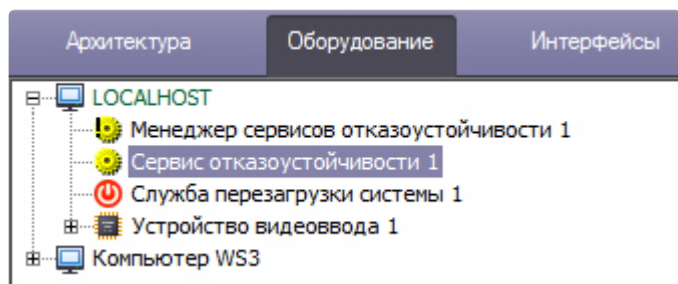 Архитектура Оборудование Интерфейсы
LOCALHOST
Менеджер сервисов отказоустойчивости 1
Сервис отказоустойчивости 1
Служба перезагрузки системы 1
Устройство видеоввода 1
Компьютер WS3